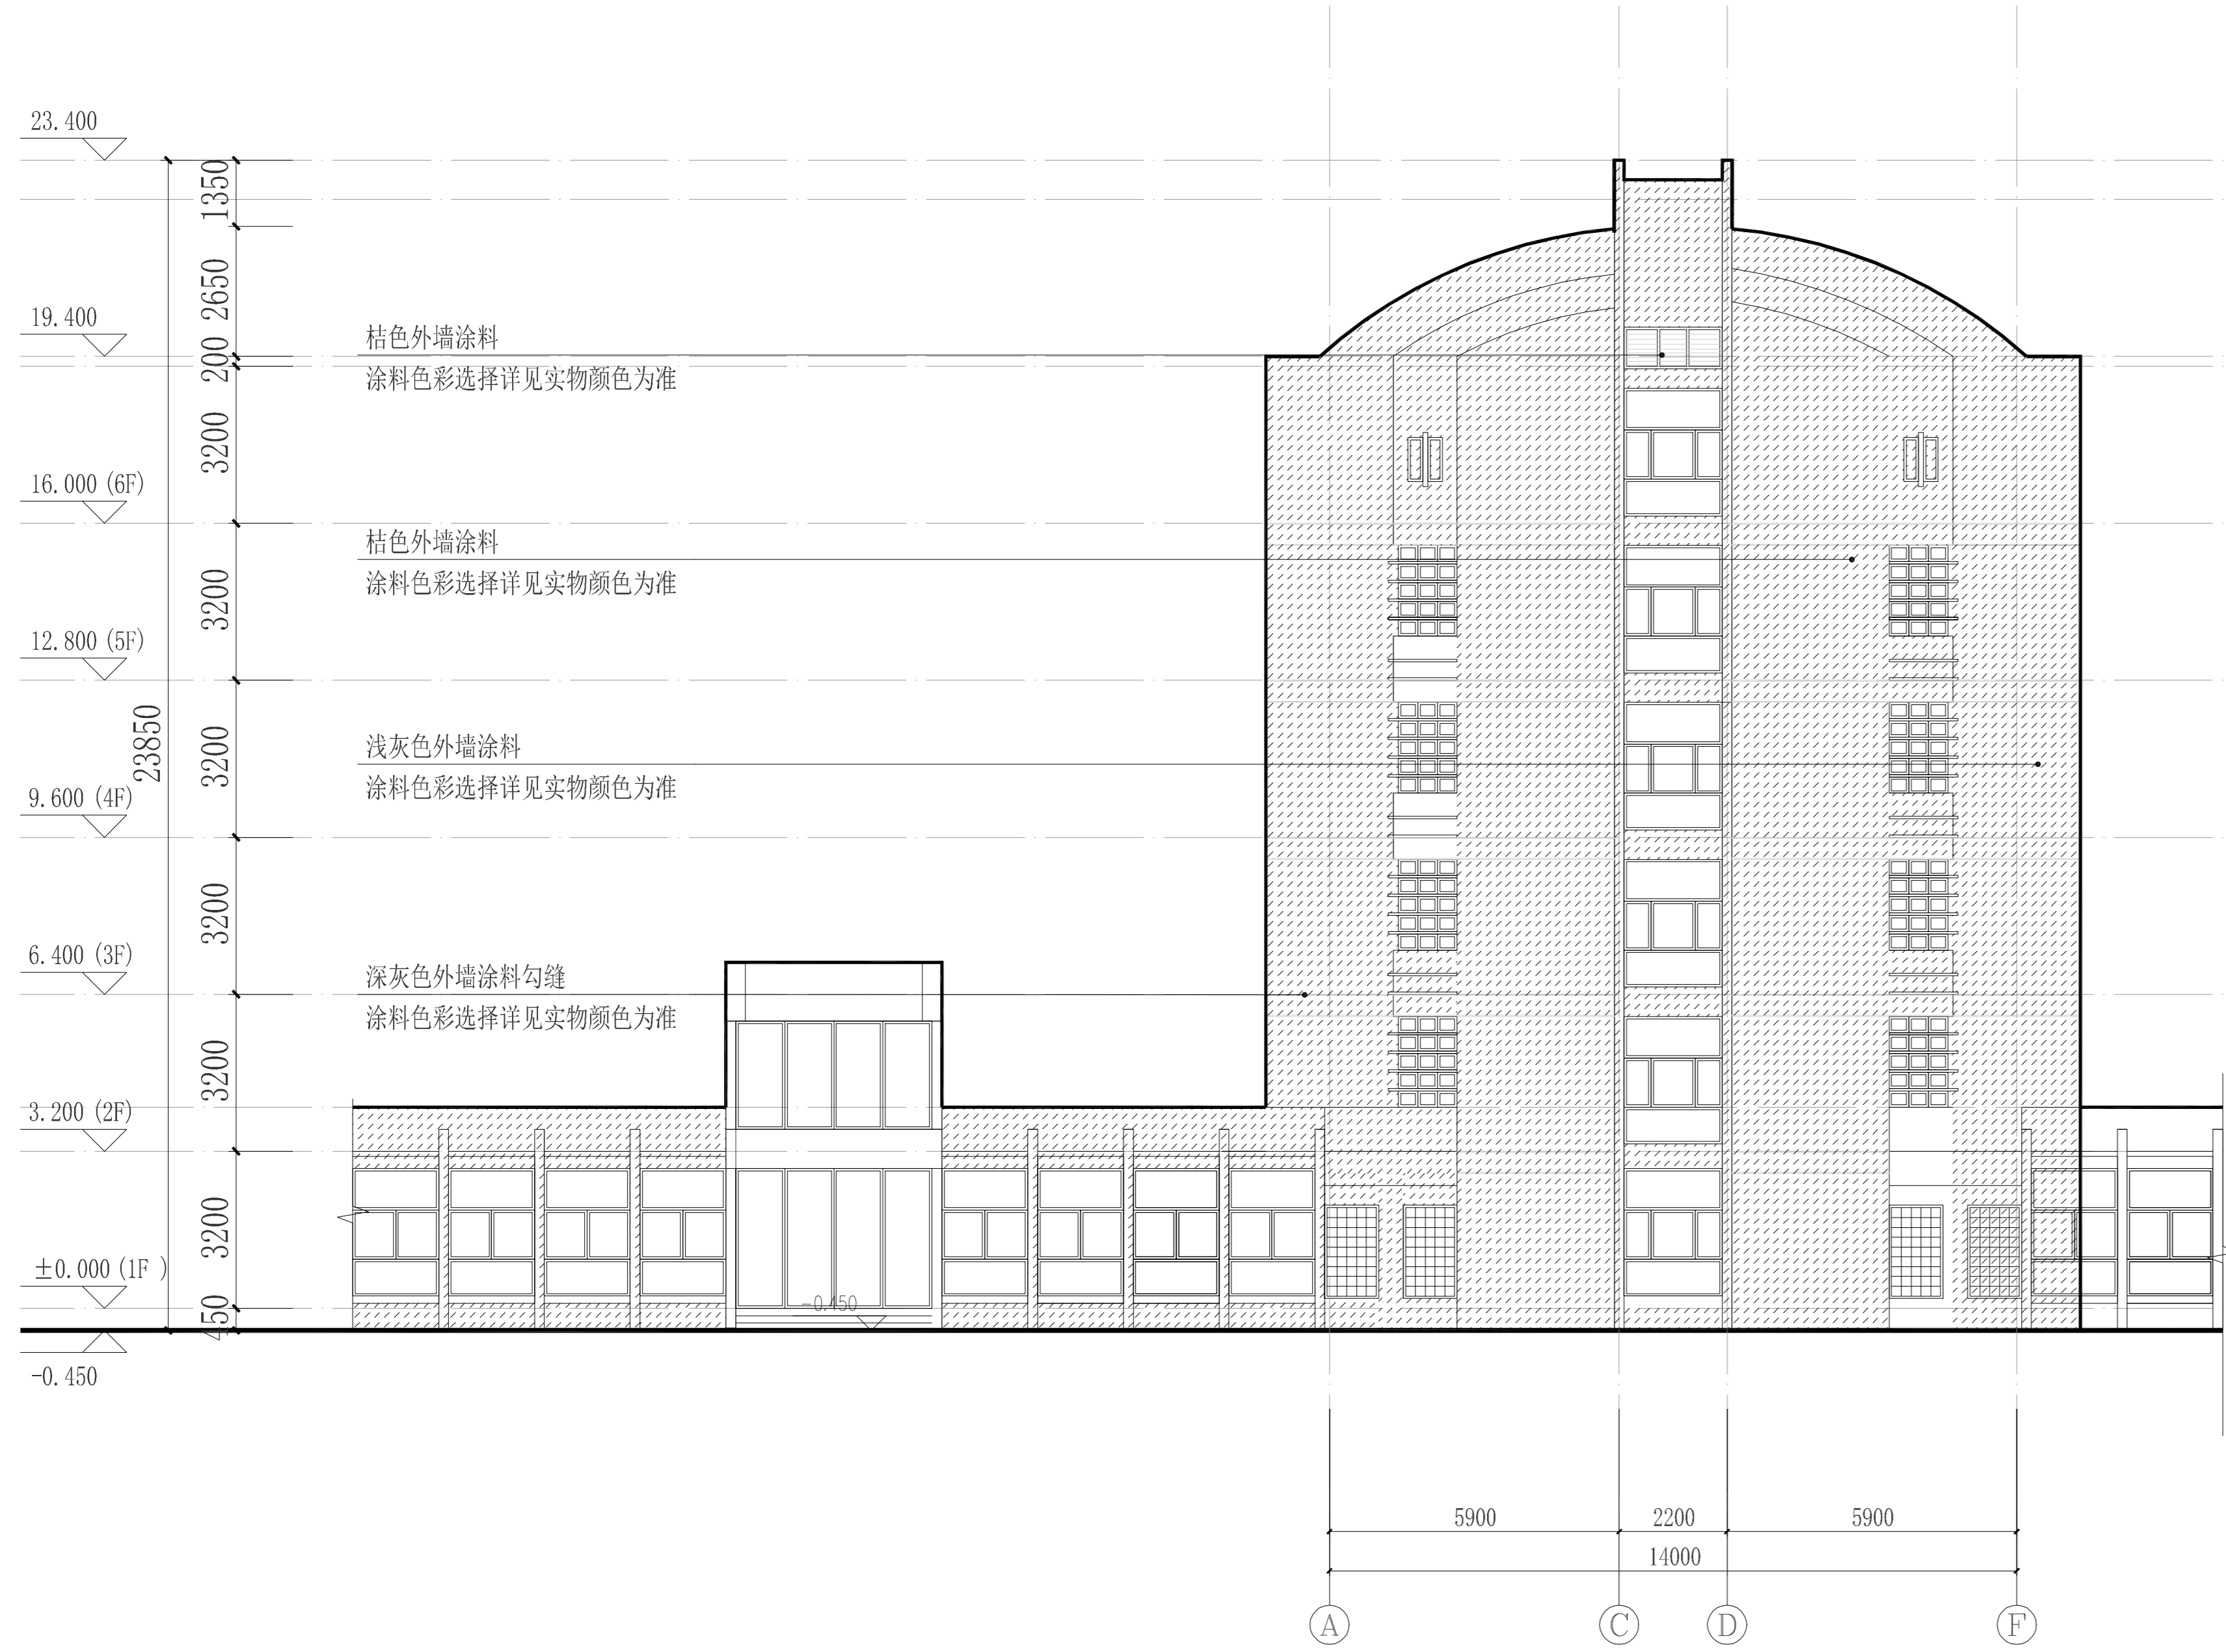 23.400
1350
2650
19.400
200
桔色外墙涂料
涂料色彩选择详见实物颜色为准
3200
16.000 (6F)
桔色外墙涂料
涂料色彩选择详见实物颜色为准
3200
12.800 (5F)
23850
3200
浅灰色外墙涂料
涂料色彩选择详见实物颜色为准
9.600 (4F)
3200
6.400 (3F)
深灰色外墙涂料勾缝
涂料色彩选择详见实物颜色为准
3200
3.200 (2F)
3200
±0.000 (1F )
450
-0.450
-0.450
5900 2200 5900
14000
A C D F